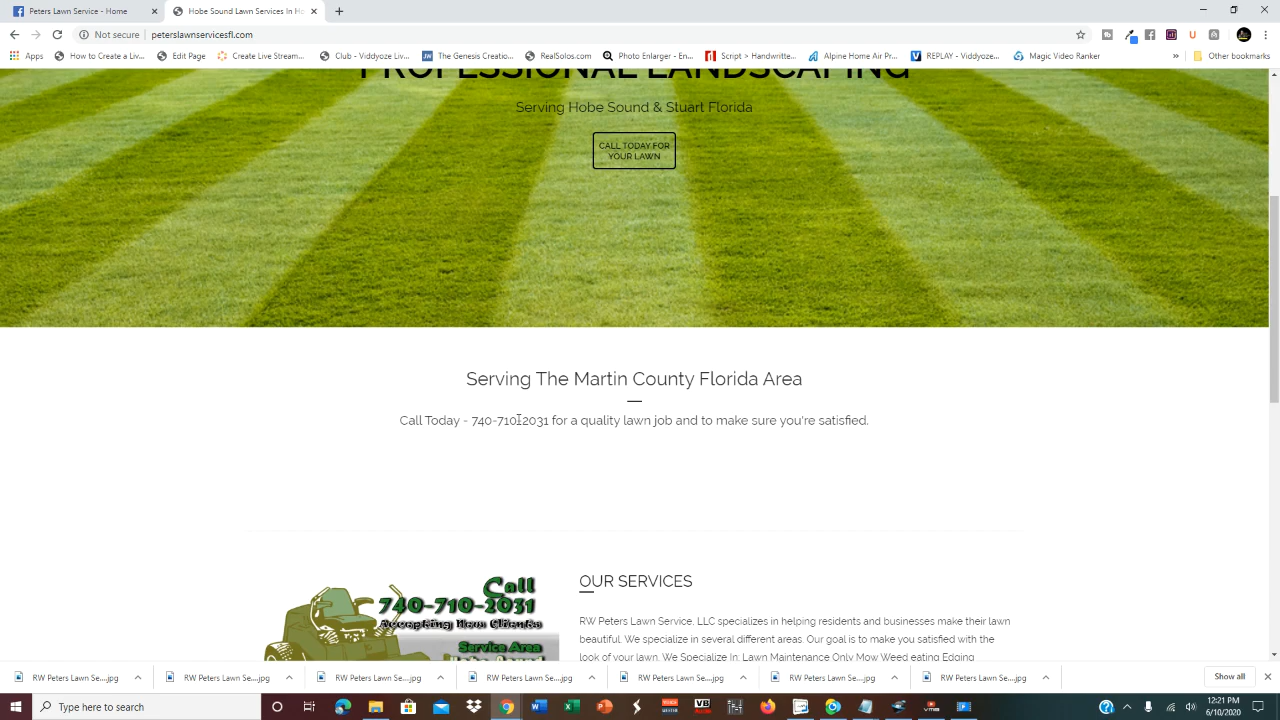 Peters Lawn Service
Hobe Sound Lawn Services In Ho
Not secure
peterslawnservicesfl.com
Apps
How to Create a Liv...
Edit Page
Create Live Stream...
Club - Viddyoze
The Genesis Creatio...
RealSolos.com
Photo Enlarger - En...
Script > Handwritte...
Alpine Home Air Pr...
REPLAY - Viddyoze
Magic Video Ranker
»
Other bookmarks
PROFESSIONAL LANDSCAPING
Serving Hobe Sound & Stuart Florida
CALL TODAY FOR
YOUR LAWN
Serving The Martin County Florida Area
Call Today - 740-710-2031 for a quality lawn job and to make sure you're satisfied.
Call
740-710-2031
Accepting New Clients
Service Area
Hobe Sound
OUR SERVICES
RW Peters Lawn Service, LLC specializes in helping residents and businesses make their lawn
beautiful. We specialize in several different areas. Our goal is to make you satisfied with the
look of your lawn. We Specialize In: Lawn Maintenance Only Mow Weed eating Edging
RW Peters Lawn Se....jpg
RW Peters Lawn Se....jpg
RW Peters Lawn Se....jpg
RW Peters Lawn Se....jpg
RW Peters Lawn Se....jpg
RW Peters Lawn Se....jpg
RW Peters Lawn Se....jpg
Show all
Type here to search
12:21 PM
6/10/2020